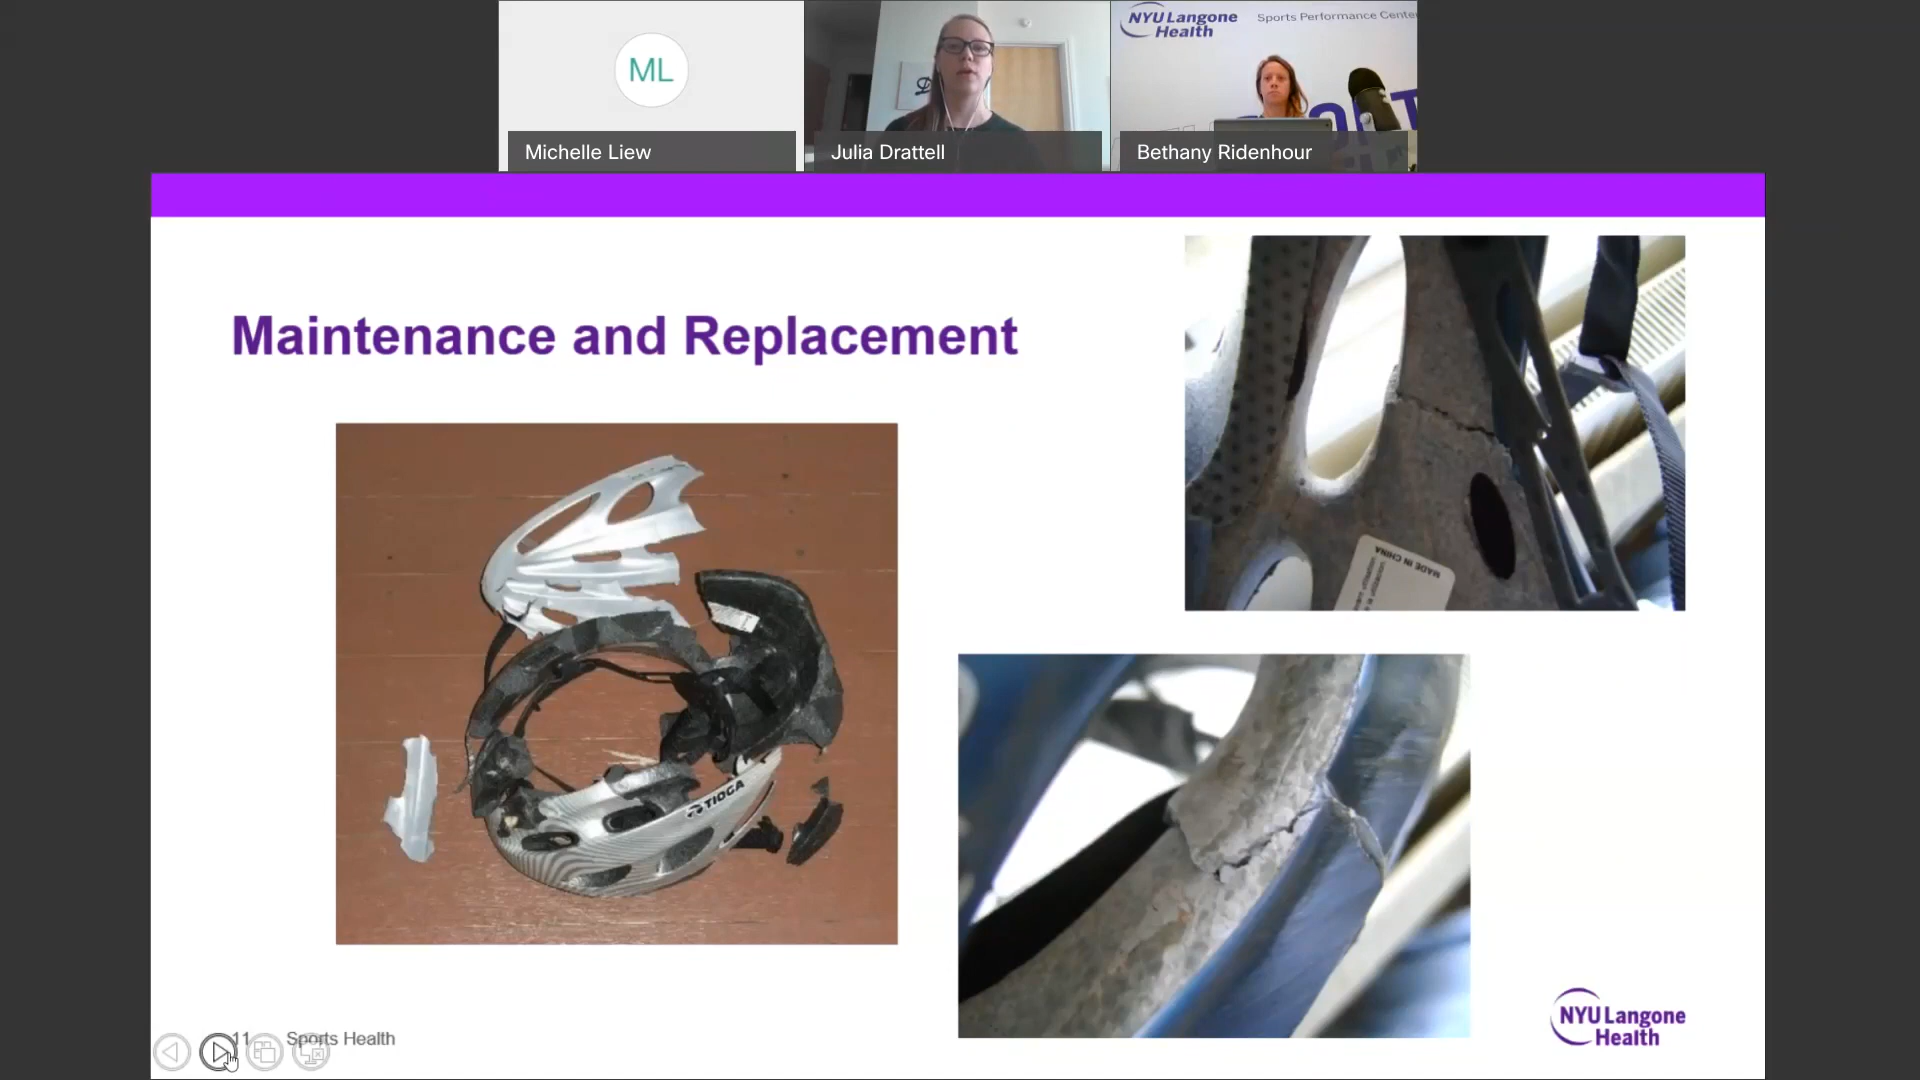 ML
Michelle Liew
Julia Drattell
NYU Langone
Health
Sports Performance Center
Bethany Ridenhour
Maintenance and Replacement
MADE IN CHINA
TIOGA
11
Sports Health
NYU Langone
Health